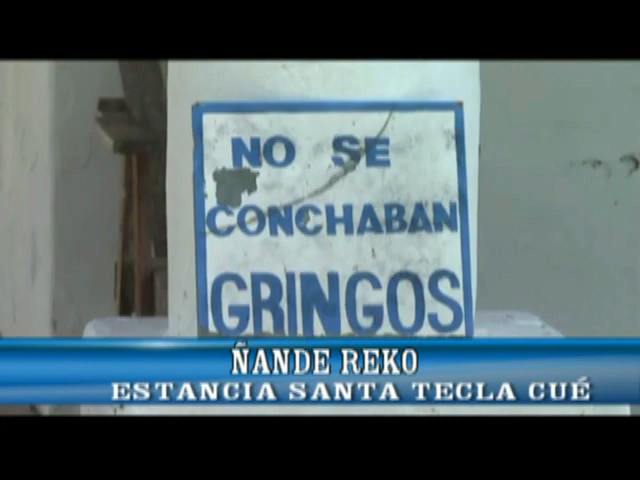 NO SE
CONCHABAN
GRINGOS
ÑANDE REKO
ESTANCIA SANTA TECLA CUÉ